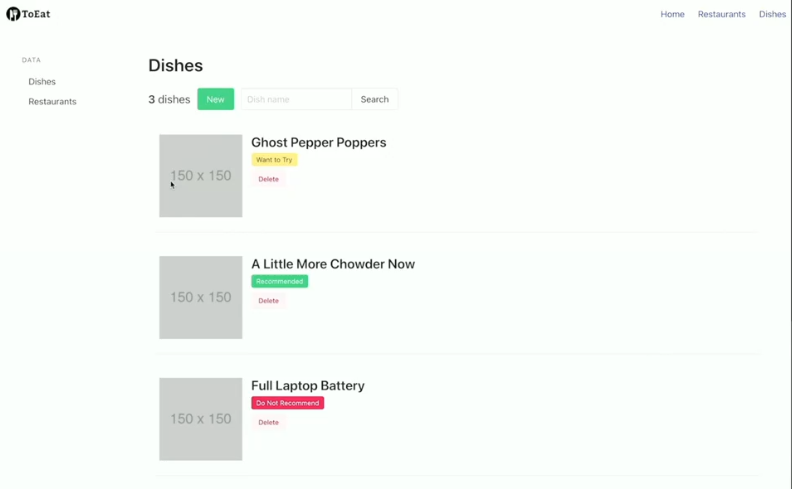 ToEat
Home Restaurants Dishes
DATA
Dishes
Restaurants
Dishes
3 dishes New Dish name Search
150 x 150
Ghost Pepper Poppers
Want to Try
Delete
150 x 150
A Little More Chowder Now
Recommended
Delete
150 x 150
Full Laptop Battery
Do Not Recommend
Delete